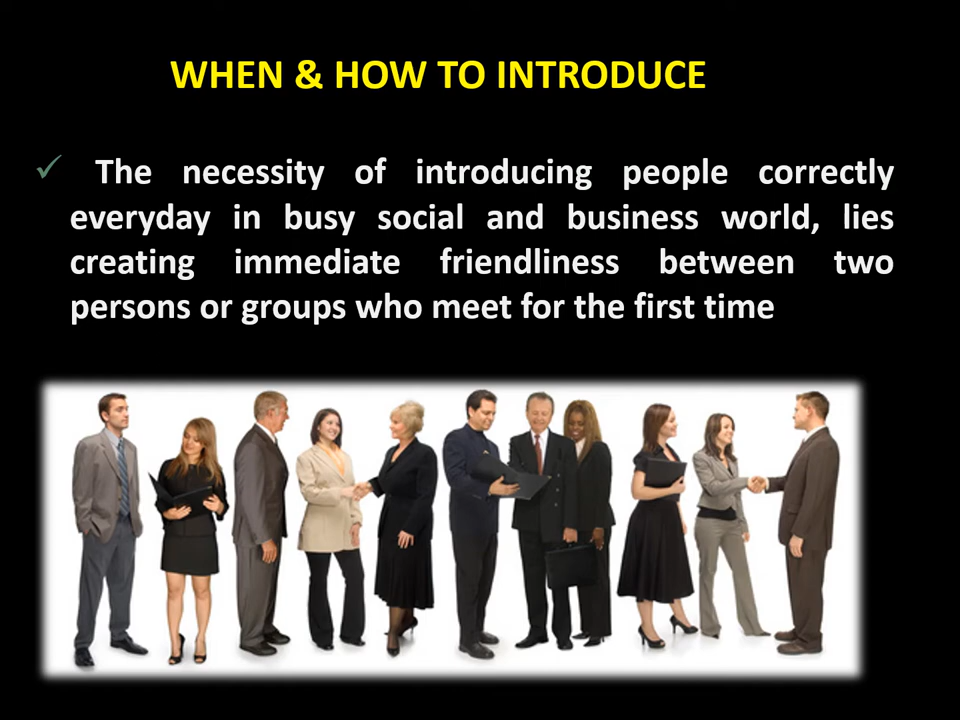 WHEN & HOW TO INTRODUCE
✓ The necessity of introducing people correctly
everyday in busy social and business world, lies
creating immediate friendliness between two
persons or groups who meet for the first time